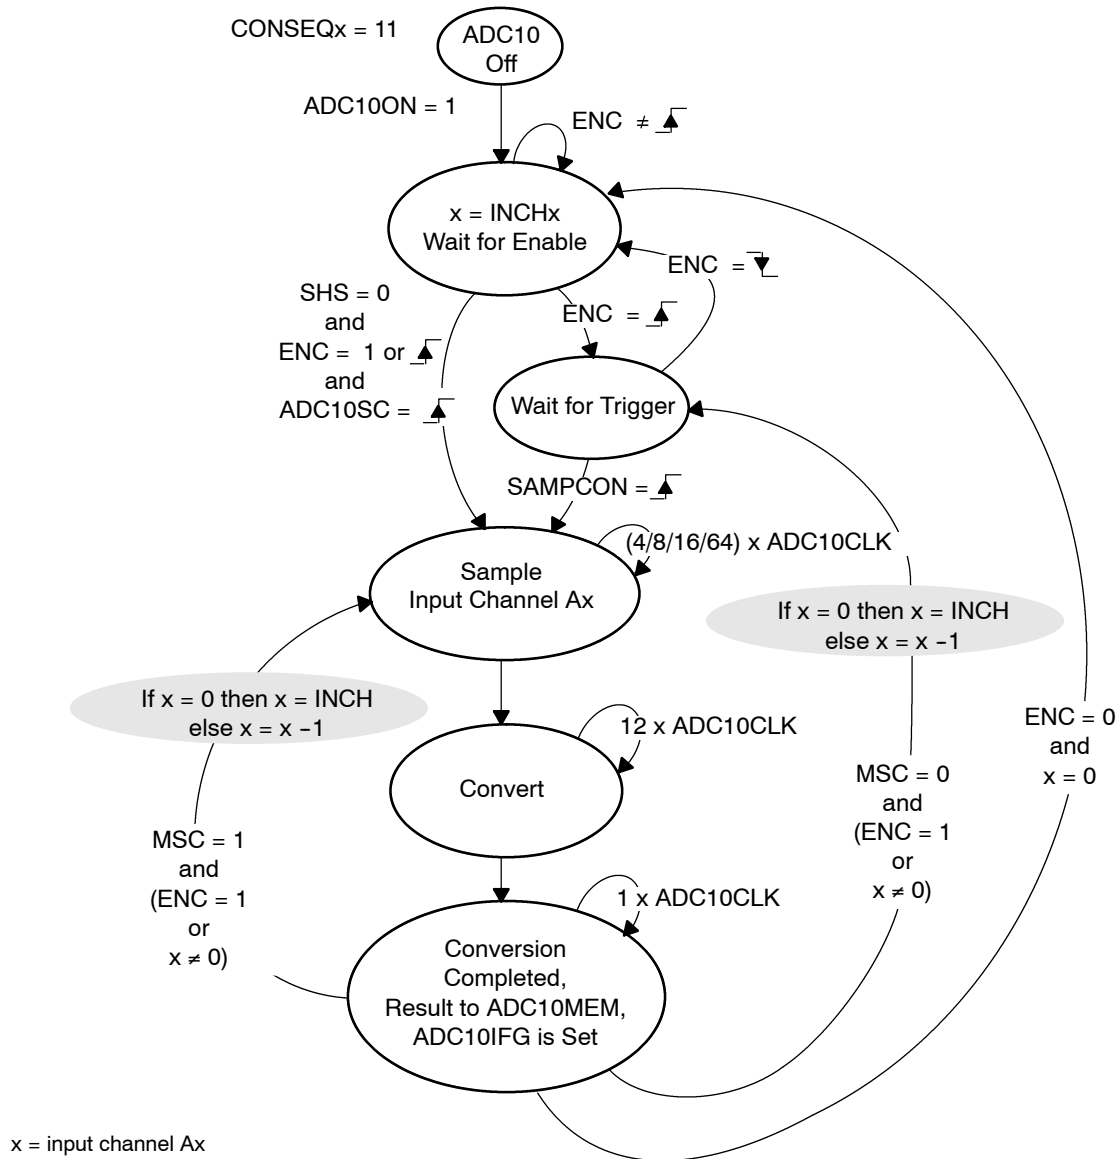 CONSEQx = 11
ADC10
Off
ADC10ON = 1
ENC ≠
x = INCHx
Wait for Enable
ENC =
SHS = 0
and
ENC = 1 or
and
ADC10SC =
ENC =
Wait for Trigger
SAMPCON =
(4/8/16/64) x ADC10CLK
Sample
Input Channel Ax
If x = 0 then x = INCH
else x = x -1
If x = 0 then x = INCH
else x = x -1
12 x ADC10CLK
Convert
ENC = 0
and
x = 0
MSC = 0
and
(ENC = 1
or
x ≠ 0)
MSC = 1
and
(ENC = 1
or
x ≠ 0)
1 x ADC10CLK
Conversion
Completed,
Result to ADC10MEM,
ADC10IFG is Set
x = input channel Ax